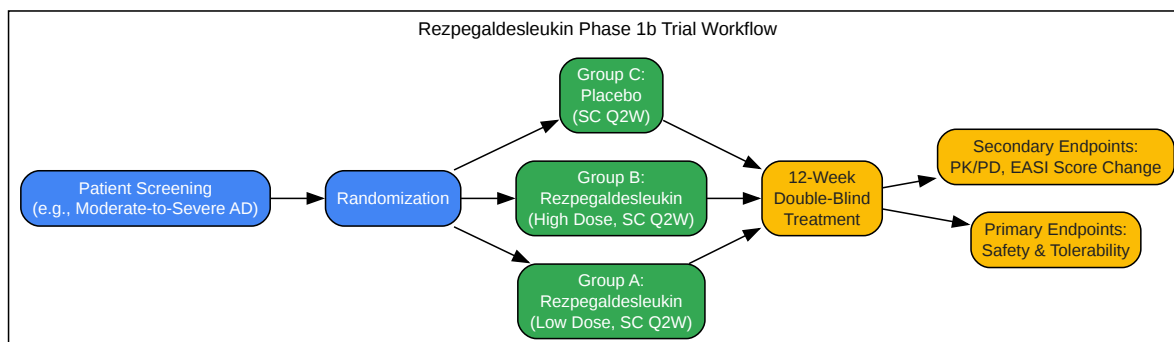 Rezpegaldesleukin Phase 1b Trial Workflow
Patient Screening
(e.g., Moderate-to-Severe AD)
Randomization
Group C:
Placebo
(SC Q2W)
Group B:
Rezpegaldesleukin
(High Dose, SC Q2W)
Group A:
Rezpegaldesleukin
(Low Dose, SC Q2W)
12-Week
Double-Blind
Treatment
Secondary Endpoints:
PK/PD, EASI Score Change
Primary Endpoints:
Safety & Tolerability